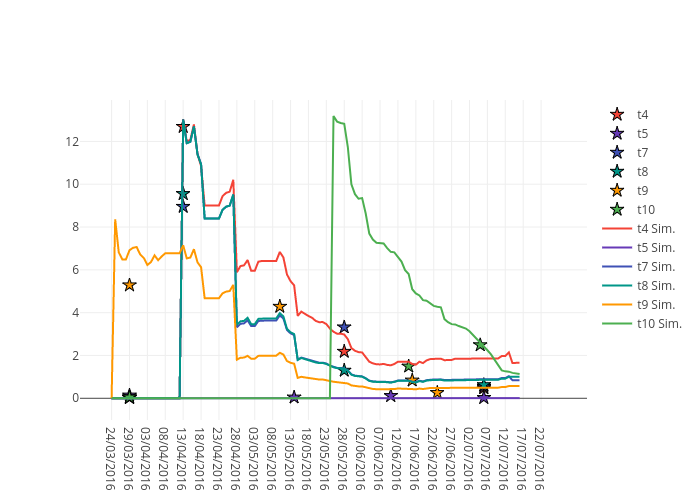 12
10
8
6
4
2
0
24/03/2016
29/03/2016
03/04/2016
08/04/2016
13/04/2016
18/04/2016
23/04/2016
28/04/2016
03/05/2016
08/05/2016
13/05/2016
18/05/2016
23/05/2016
28/05/2016
02/06/2016
07/06/2016
12/06/2016
17/06/2016
22/06/2016
27/06/2016
02/07/2016
07/07/2016
12/07/2016
17/07/2016
22/07/2016
t4
t5
t7
t8
t9
t10
t4 Sim.
t5 Sim.
t7 Sim.
t8 Sim.
t9 Sim.
t10 Sim.